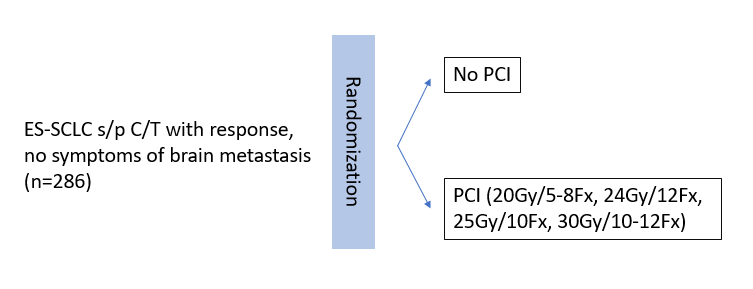 ES-SCLC s/p C/T with response,
no symptoms of brain metastasis
(n=286)
Randomization
No PCI
PCI (20Gy/5-8Fx, 24Gy/12Fx,
25Gy/10Fx, 30Gy/10-12Fx)